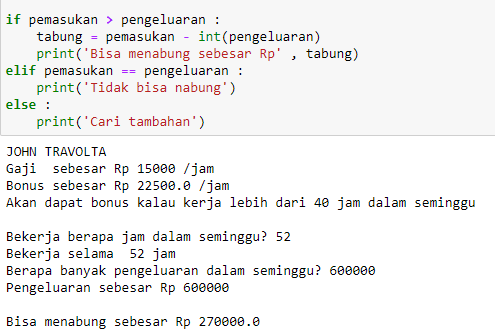 if pemasukan > pengeluaran :
    tabung = pemasukan - int(pengeluaran)
    print('Bisa menabung sebesar Rp' , tabung)
elif pemasukan == pengeluaran :
    print('Tidak bisa nabung')
else :
    print('Cari tambahan')
JOHN TRAVOLTA
Gaji  sebesar Rp 15000 /jam
Bonus sebesar Rp 22500.0 /jam
Akan dapat bonus kalau kerja lebih dari 40 jam dalam seminggu
Bekerja berapa jam dalam seminggu? 52
Bekerja selama  52 jam
Berapa banyak pengeluaran dalam seminggu? 600000
Pengeluaran sebesar Rp 600000
Bisa menabung sebesar Rp 270000.0